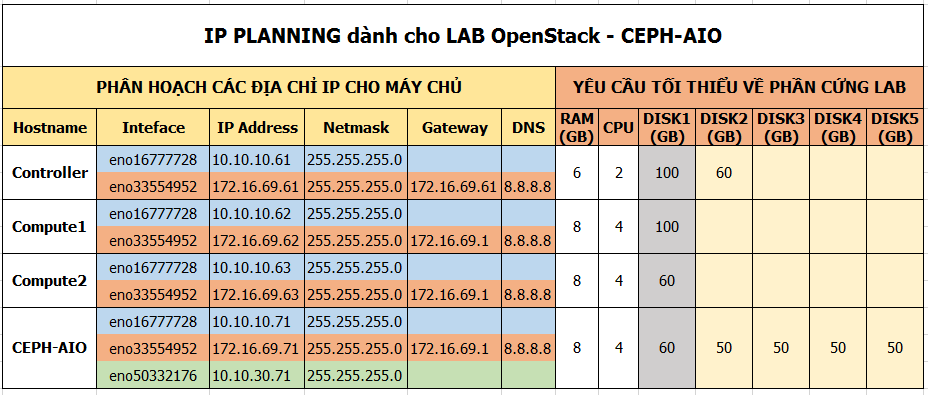 IP PLANNING dành cho LAB OpenStack - CEPH-AIO
PHÂN HOẠCH CÁC ĐỊA CHỈ IP CHO MÁY CHỦ YÊU CẦU TỐI THIỂU VỀ PHẦN CỨNG LAB
Hostname Inteface IP Address Netmask Gateway DNS RAM (GB) CPU DISK1 (GB) DISK2 (GB) DISK3 (GB) DISK4 (GB) DISK5 (GB)
Controller eno16777728 10.10.10.61 255.255.255.0 6 2 100 60
eno33554952 172.16.69.61 255.255.255.0 172.16.69.61 8.8.8.8
Compute1 eno16777728 10.10.10.62 255.255.255.0 8 4 100
eno33554952 172.16.69.62 255.255.255.0 172.16.69.1 8.8.8.8
Compute2 eno16777728 10.10.10.63 255.255.255.0 8 4 60
eno33554952 172.16.69.63 255.255.255.0 172.16.69.1 8.8.8.8
eno16777728 10.10.10.71 255.255.255.0
CEPH-AIO eno33554952 172.16.69.71 255.255.255.0 172.16.69.1 8.8.8.8 8 4 60 50 50 50 50
eno50332176 10.10.30.71 255.255.255.0